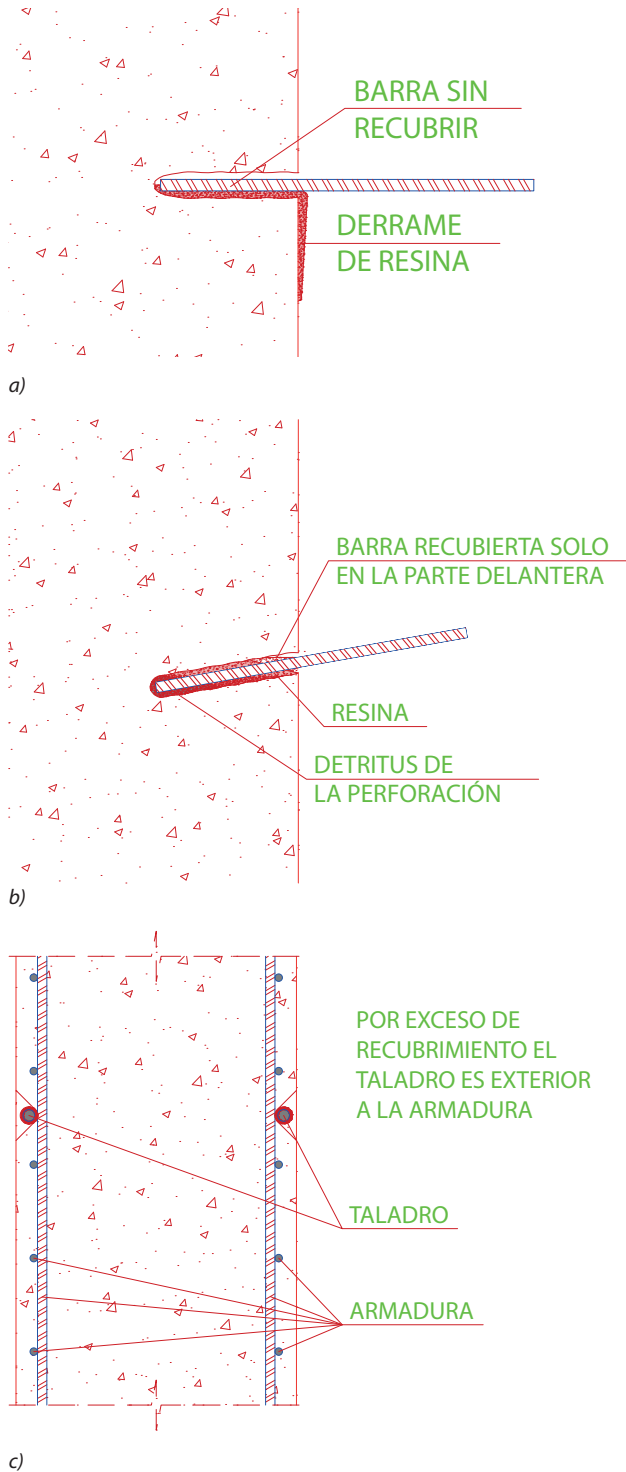 BARRA SIN
RECUBRIR
DERRAME
DE RESINA
a)
BARRA RECUBIERTA SOLO
EN LA PARTE DELANTERA
RESINA
DETRITUS DE
LA PERFORACIÓN
b)
POR EXCESO DE
RECUBRIMIENTO EL
TALADRO ES EXTERIOR
A LA ARMADURA
TALADRO
ARMADURA
c)